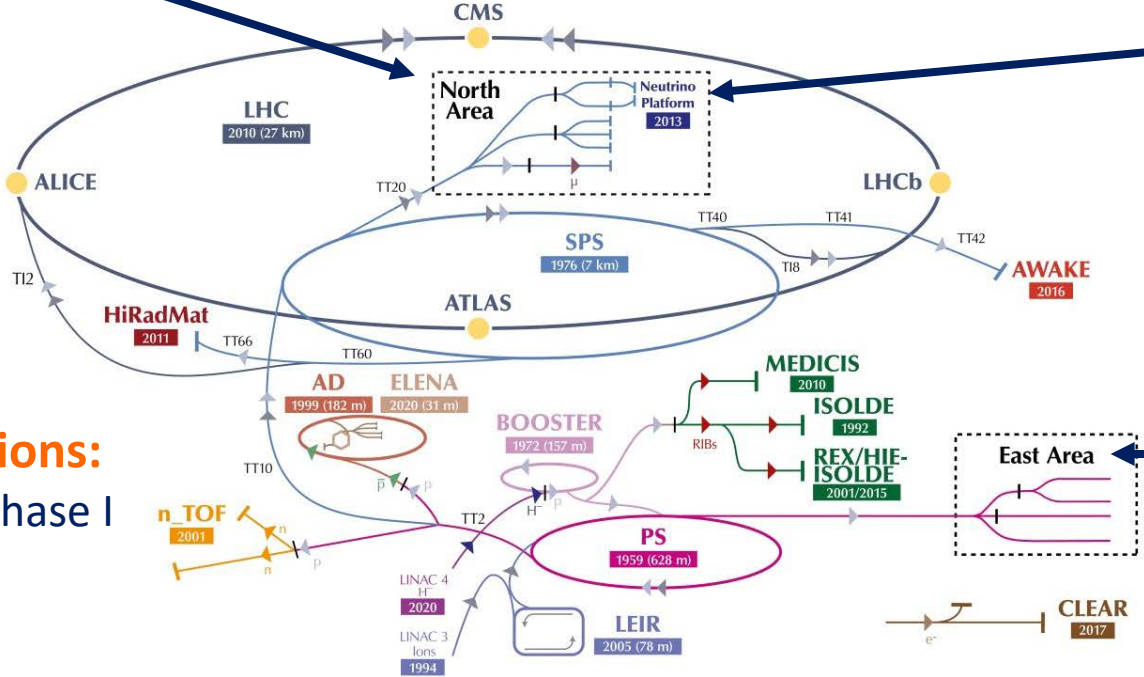 CMS
North
Area
Neutrino
Platform
2013
LHC
2010 (27 km)
ALICE
LHCb
μ
TT20
TT40
TT41
TT42
SPS
1976 (7 km)
TI8
AWAKE
2016
TI2
ATLAS
HiRadMat
2011
TT66
TT60
MEDICIS
2010
AD
1999 (182 m)
ELENA
2020 (31 m)
ISOLDE
1992
BOOSTER
1972 (157 m)
RIBs
REX/HIE-
ISOLDE
2001/2015
East Area
ions:
hase I
TT10
p̅
p
H⁻
p
n_TOF
2001
n
n
p
TT2
PS
1959 (628 m)
LINAC 4
H⁻
2020
LINAC 3
Ions
1994
LEIR
2005 (78 m)
CLEAR
2017
e⁻